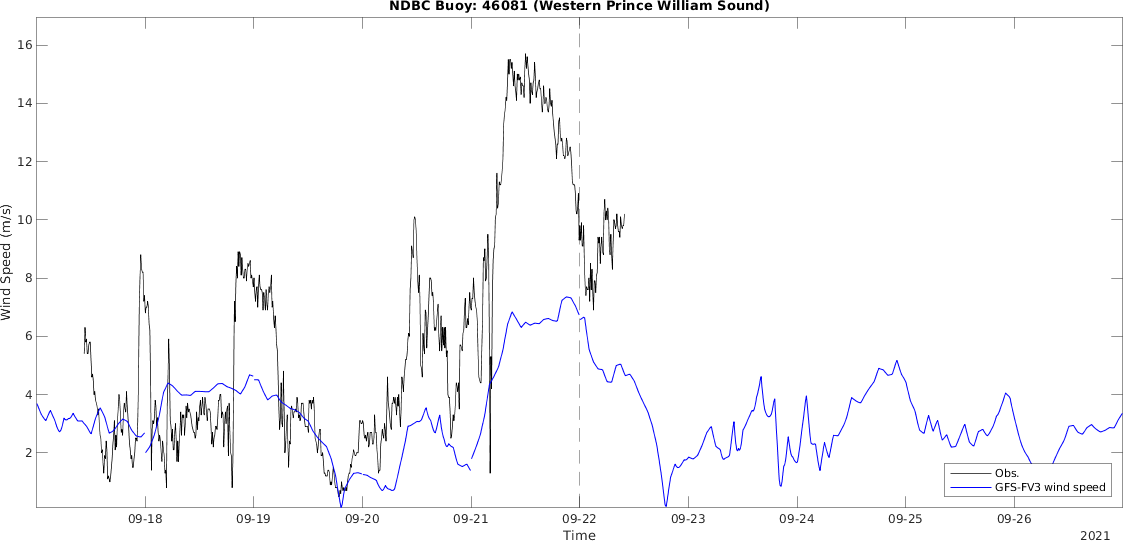 NDBC Buoy: 46081 (Western Prince William Sound)
16
14
12
10
8
6
4
2
Wind Speed (m/s)
Obs.
GFS-FV3 wind speed
09-18 09-19 09-20 09-21 09-22 09-23 09-24 09-25 09-26
Time
2021